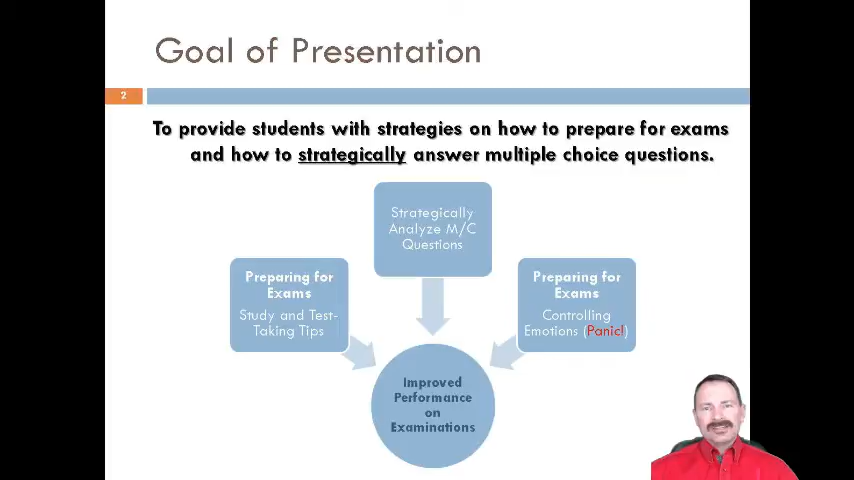 Goal of Presentation
2
To provide students with strategies on how to prepare for exams
and how to strategically answer multiple choice questions.
Strategically
Analyze M/C
Questions
Preparing for
Exams
Study and Test-
Taking Tips
Preparing for
Exams
Controlling
Emotions (Panic!)
Improved
Performance
on
Examinations